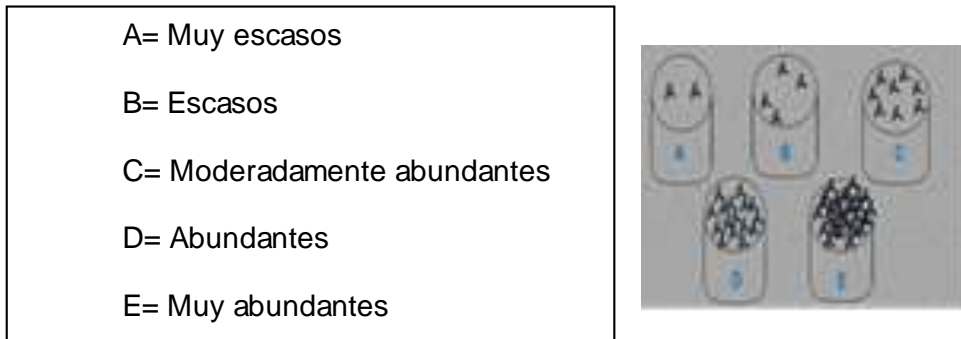 A= Muy escasos
B= Escasos
C= Moderadamente abundantes
D= Abundantes
E= Muy abundantes
A B C
D E